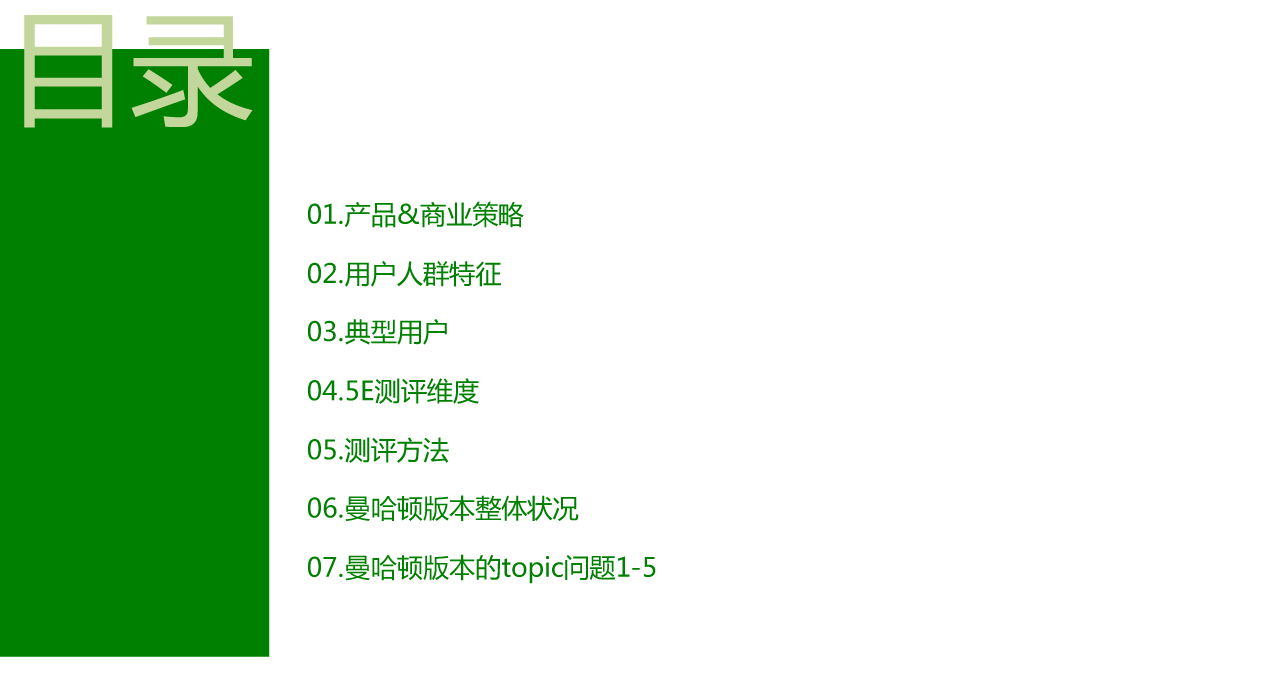 目录
01.产品&商业策略
02.用户人群特征
03.典型用户
04.5E测评维度
05.测评方法
06.曼哈顿版本整体状况
07.曼哈顿版本的topic问题1-5